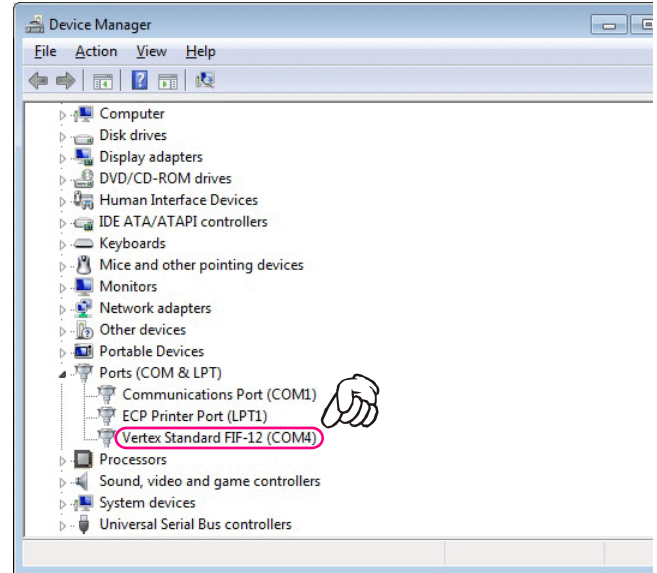 Device Manager
File Action View Help
Computer
Disk drives
Display adapters
DVD/CD-ROM drives
Human Interface Devices
IDE ATA/ATAPI controllers
Keyboards
Mice and other pointing devices
Monitors
Network adapters
Other devices
Portable Devices
Ports (COM & LPT)
Communications Port (COM1)
ECP Printer Port (LPT1)
Vertex Standard FIF-12 (COM4)
Processors
Sound, video and game controllers
System devices
Universal Serial Bus controllers